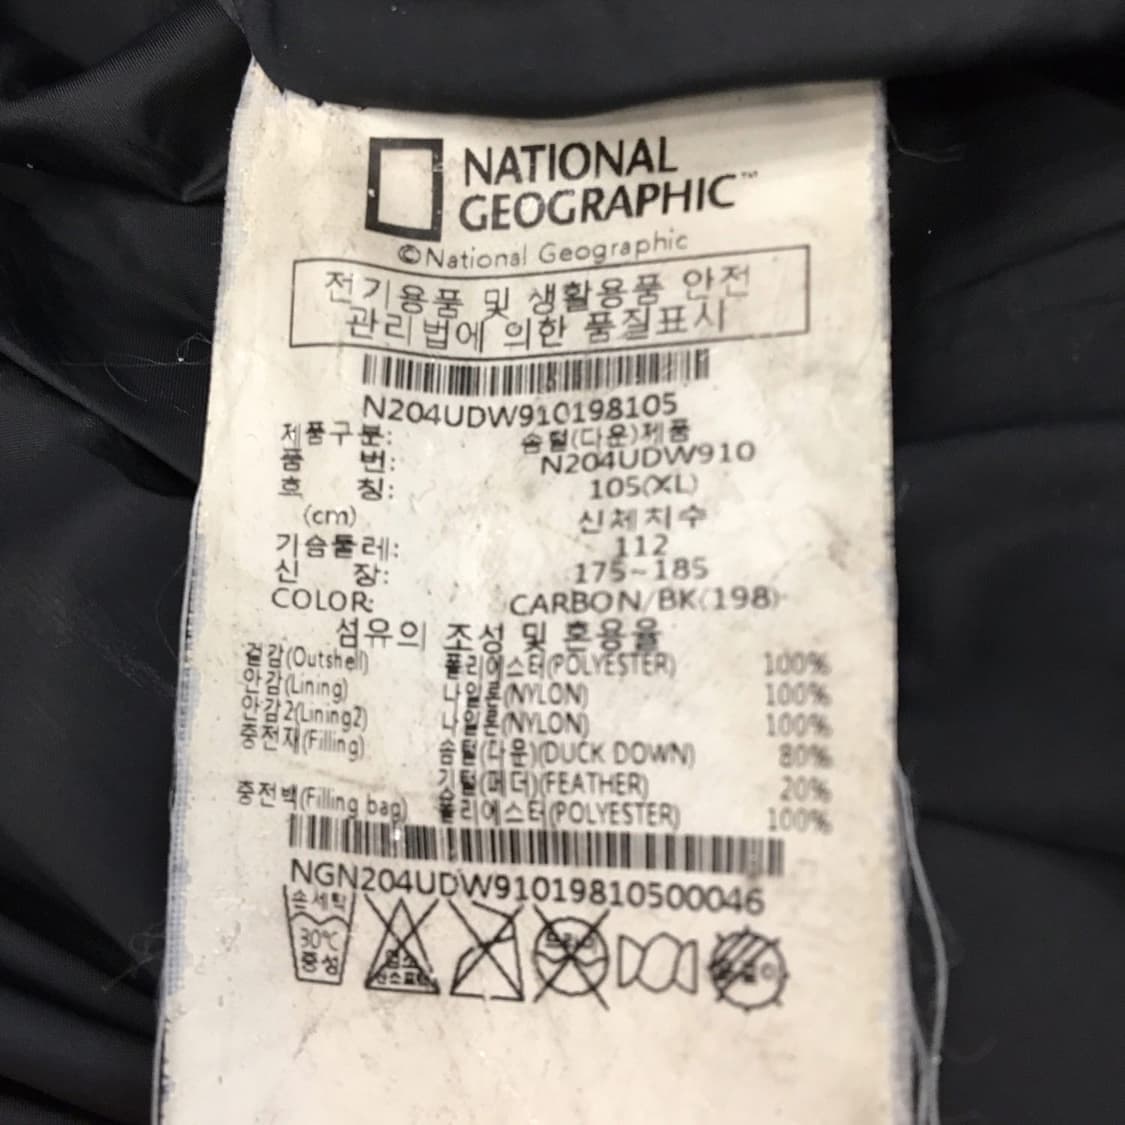 NATIONAL
GEOGRAPHIC™
©National Geographic
전기용품 및 생활용품 안전
관리법에 의한 품질표시
N204UDW910198105
제품구분: 솜털(다운)제품
품 번: N204UDW910
호 칭: 105(XL)
(cm) 신체치수
가슴둘레: 112
신 장: 175~185
COLOR: CARBON/BK(198)
섬유의 조성 및 혼용율
겉감(Outshell) 폴리에스터(POLYESTER) 100%
안감(Lining) 나일론(NYLON) 100%
안감2(Lining2) 나일론(NYLON) 100%
충전재(Filling) 솜털(다운)(DUCK DOWN) 80%
깃털(페더)(FEATHER) 20%
충전백(Filling bag) 폴리에스터(POLYESTER) 100%
NGN204UDW91019810500046
손세탁
30℃
중성